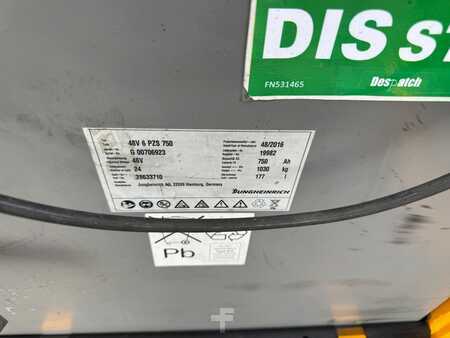 DIS
FN531465
Despatch
48V 6 PZS 750
G 00706923
48V
24
39633710
Jungheinrich AG, 22039 Hamburg, Germany
48/2016
19982
750 Ah
1030 kg
177 l
JUNGHEINRICH
Pb